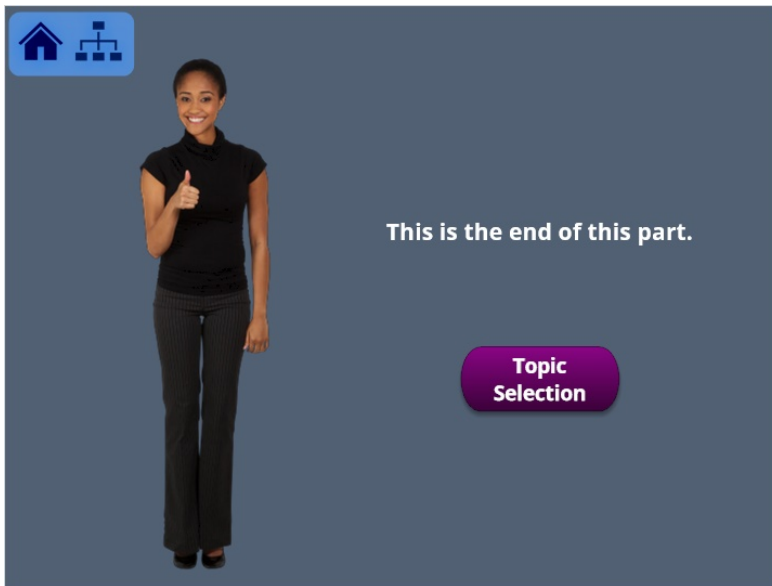 This is the end of this part.
Topic
Selection